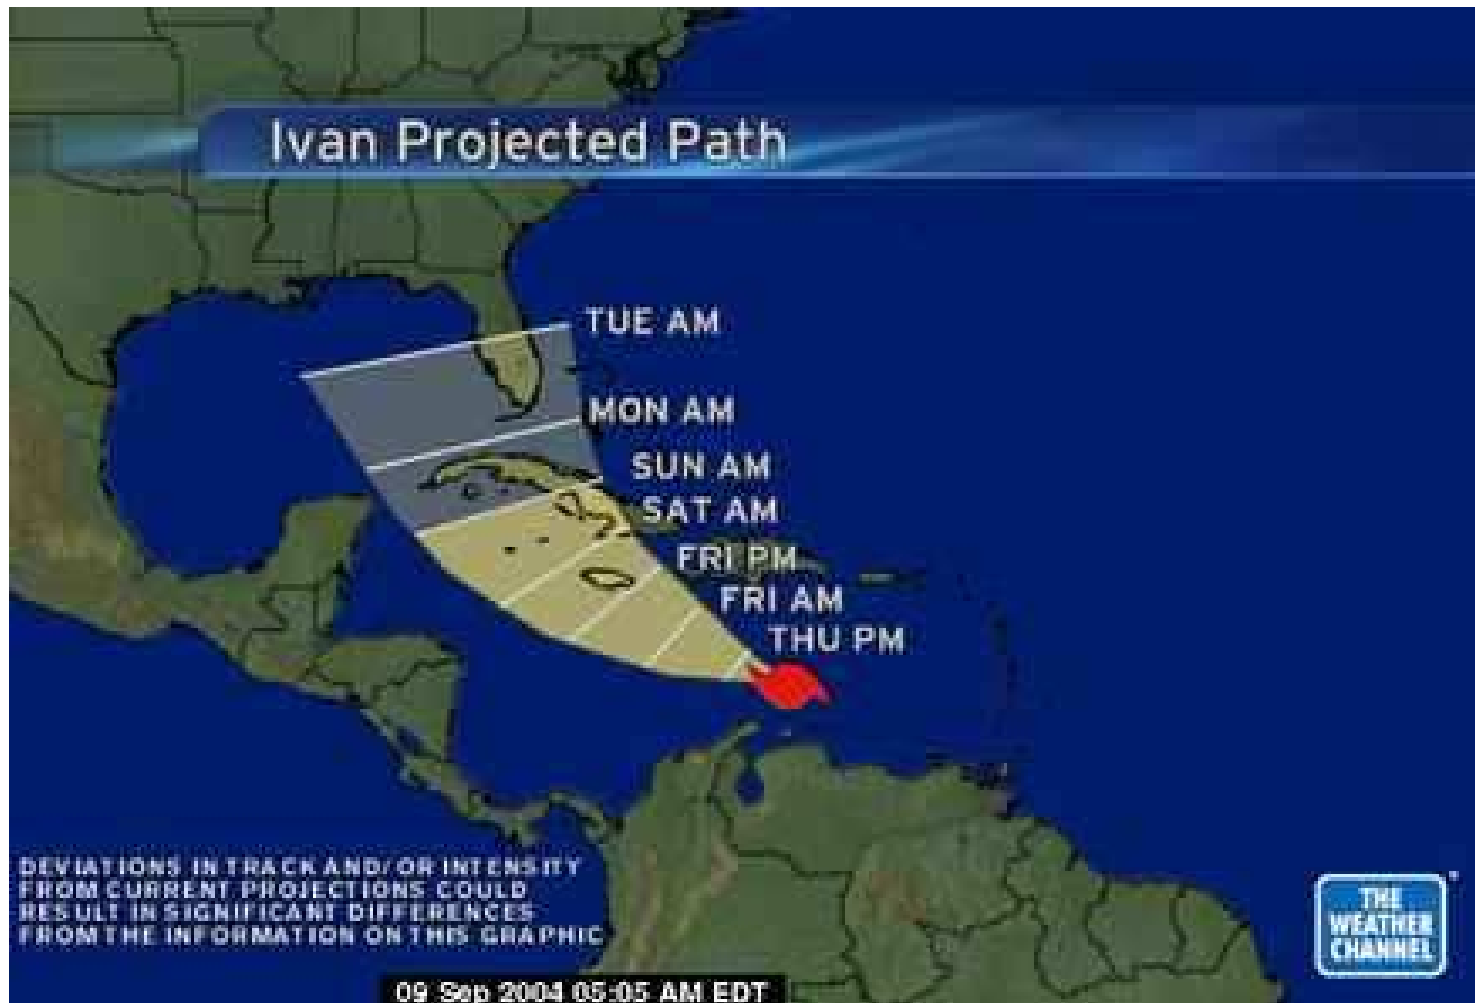 Ivan Projected Path
TUE AM
MON AM
SUN AM
SAT AM
FRI PM
FRI AM
THU PM
DEVIATIONS IN TRACK AND/OR INTENSITY
FROM CURRENT PROJECTIONS COULD
RESULT IN SIGNIFICANT DIFFERENCES
FROM THE INFORMATION ON THIS GRAPHIC
THE
WEATHER
CHANNEL
09 Sep 2004 05:05 AM EDT